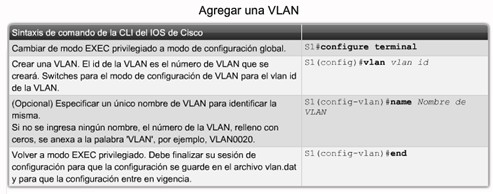 Agregar una VLAN
Sintaxis de comando de la CLI del IOS de Cisco
Cambiar de modo EXEC privilegiado a modo de configuración global.
S1#configure terminal
Crear una VLAN. El id de la VLAN es el número de VLAN que se
creará. Switches para el modo de configuración de VLAN para el vlan id
de la VLAN.
S1(config)#vlan vlan id
(Opcional) Especificar un único nombre de VLAN para identificar la
misma.
Si no se ingresa ningún nombre, el número de la VLAN, relleno con
ceros, se anexa a la palabra 'VLAN', por ejemplo, VLAN0020.
S1(config-vlan)#name Nombre de
VLAN
Volver a modo EXEC privilegiado. Debe finalizar su sesión de
configuración para que la configuración se guarde en el archivo vlan.dat
y para que la configuración entre en vigencia.
S1(config-vlan)#end